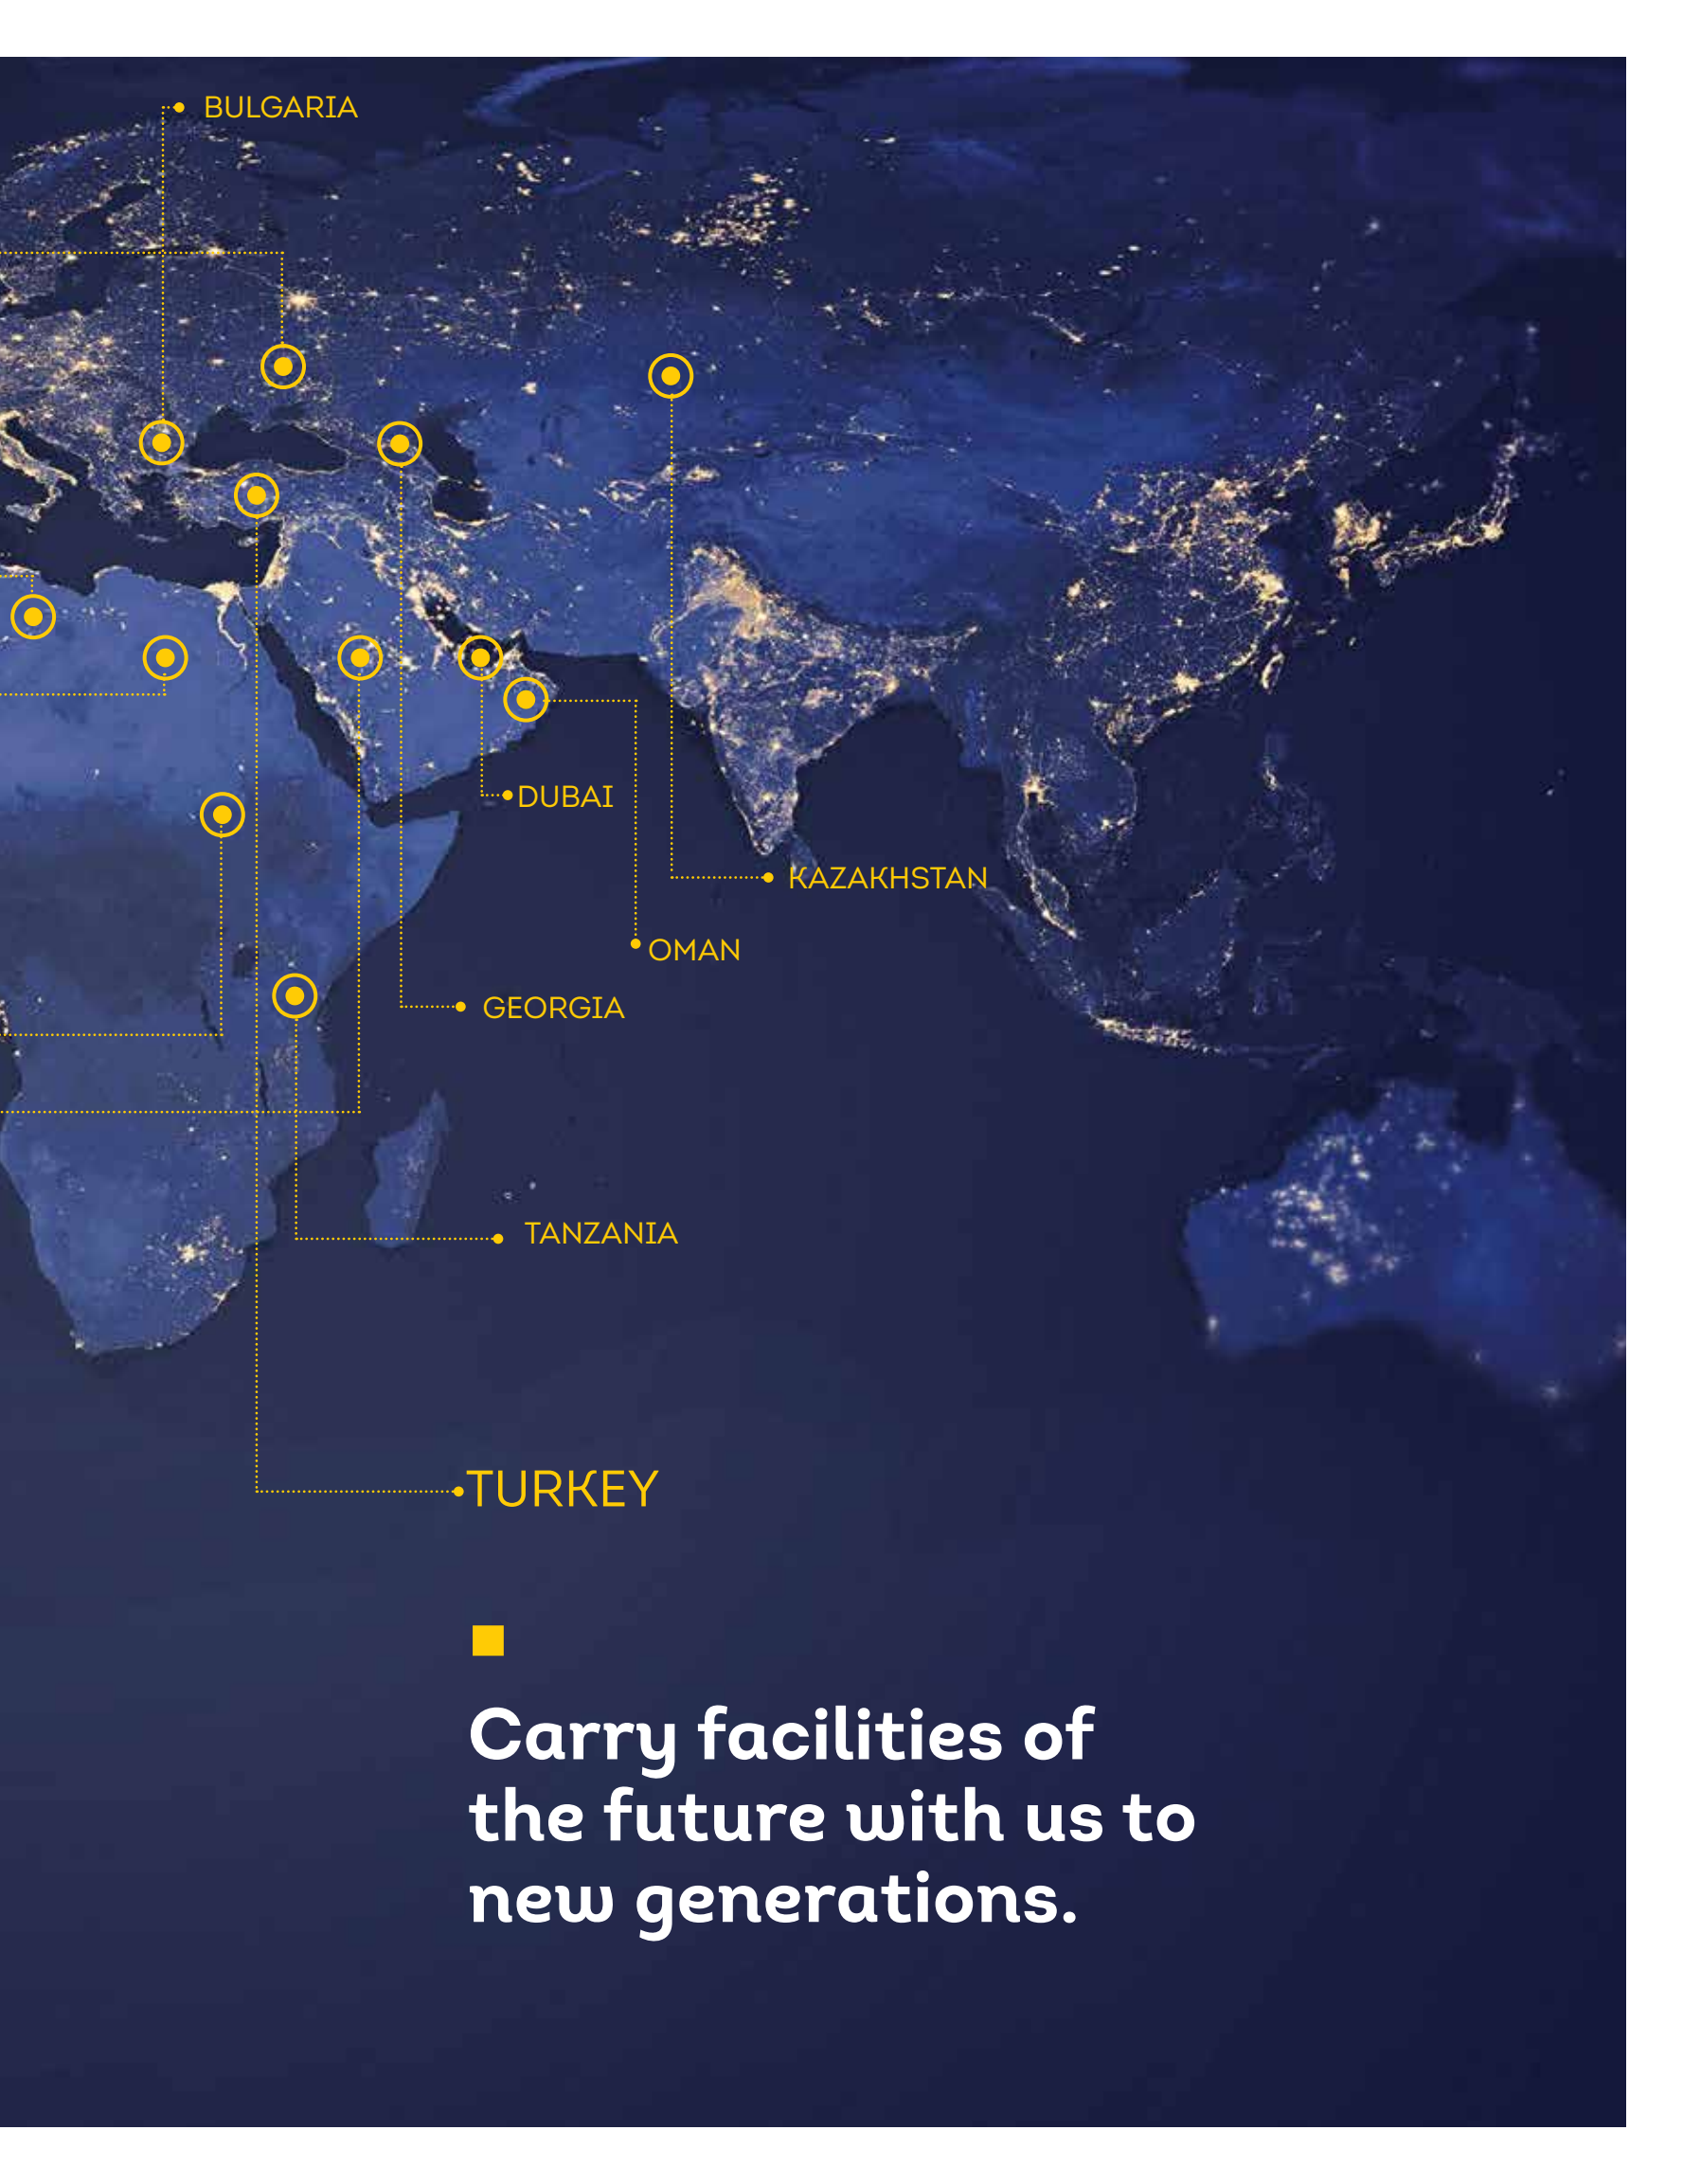 BULGARIA
DUBAI
KAZAKHSTAN
OMAN
GEORGIA
TANZANIA
TURKEY
Carry facilities of
the future with us to
new generations.